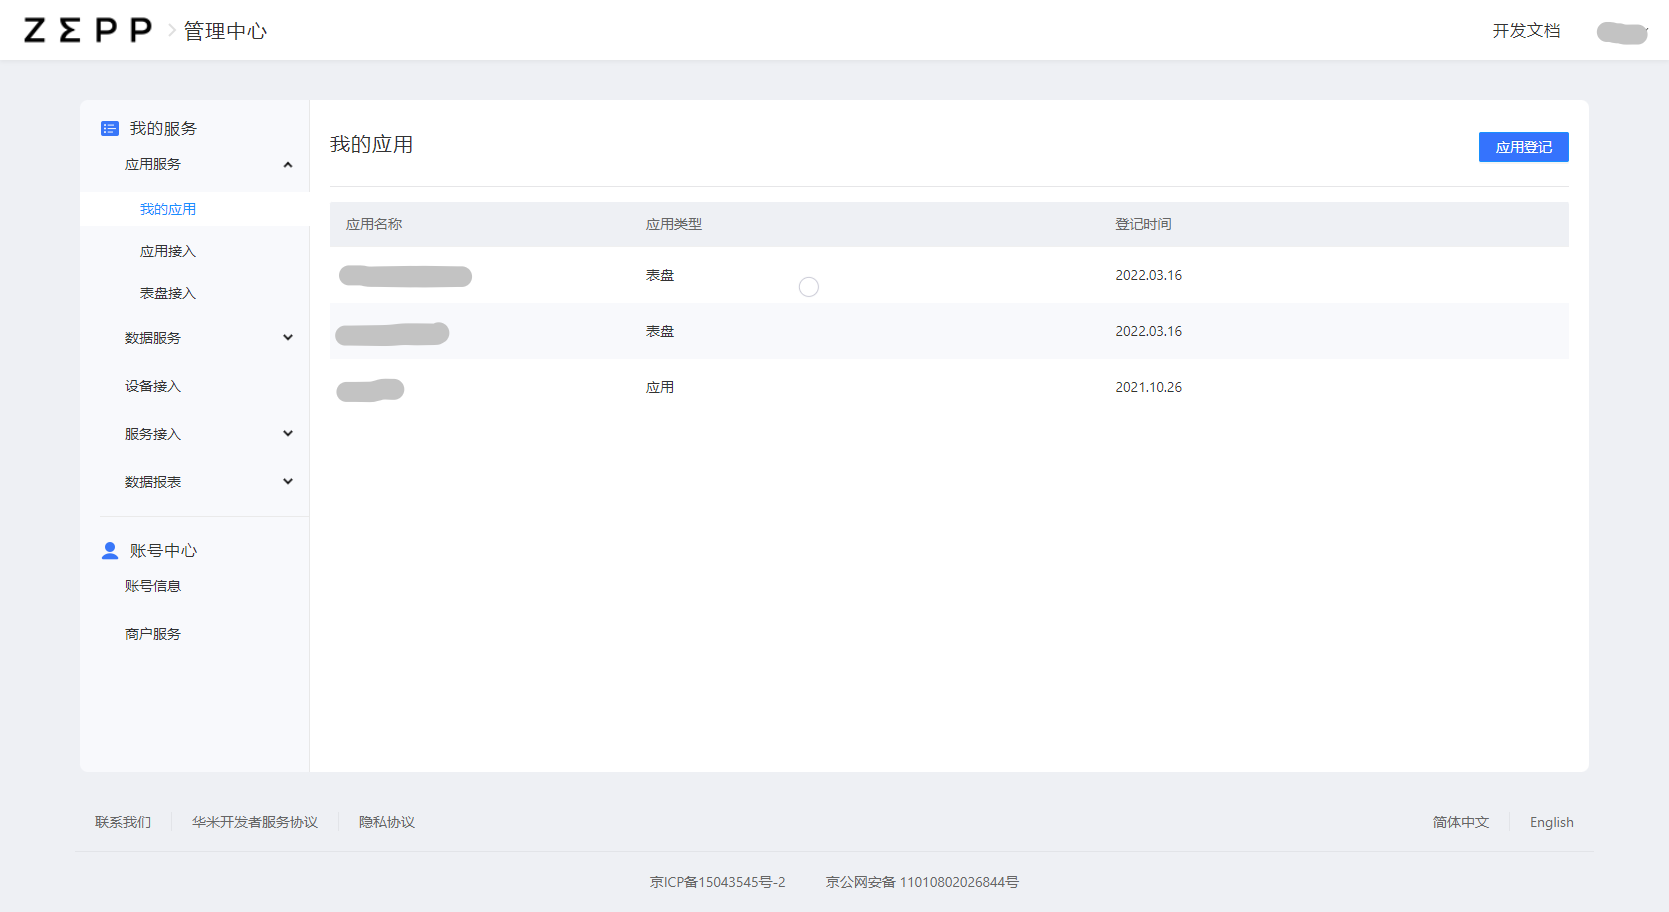 ZΣPP
管理中心
开发文档
我的服务
应用服务
我的应用
应用接入
表盘接入
数据服务
设备接入
服务接入
数据报表
账号中心
账号信息
商户服务
我的应用
应用登记
应用名称 应用类型 登记时间
表盘 2022.03.16
表盘 2022.03.16
应用 2021.10.26
联系我们 华米开发者服务协议 隐私协议 简体中文 English
京ICP备15043545号-2 京公网安备 11010802026844号